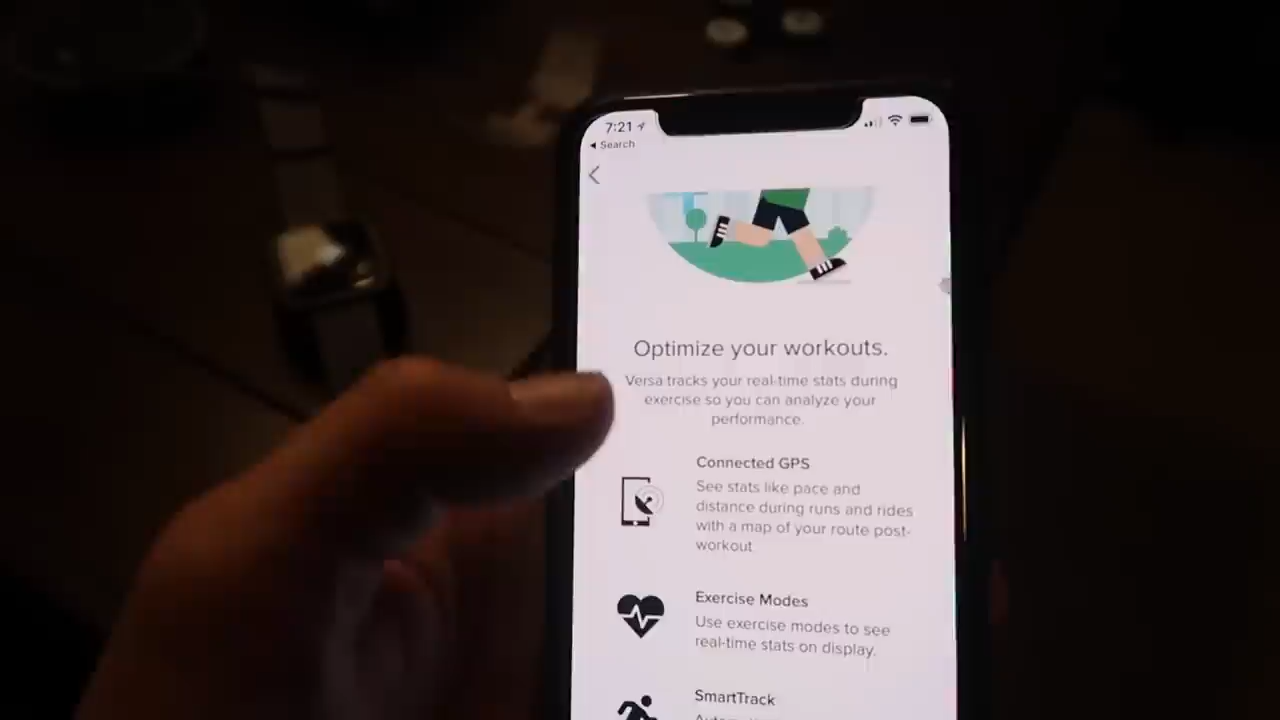 7:21
Search
Optimize your workouts.
Versa tracks your real-time stats during
exercise so you can analyze your
performance.
Connected GPS
See stats like pace and
distance during runs and rides
with a map of your route post-
workout.
Exercise Modes
Use exercise modes to see
real-time stats on display.
SmartTrack